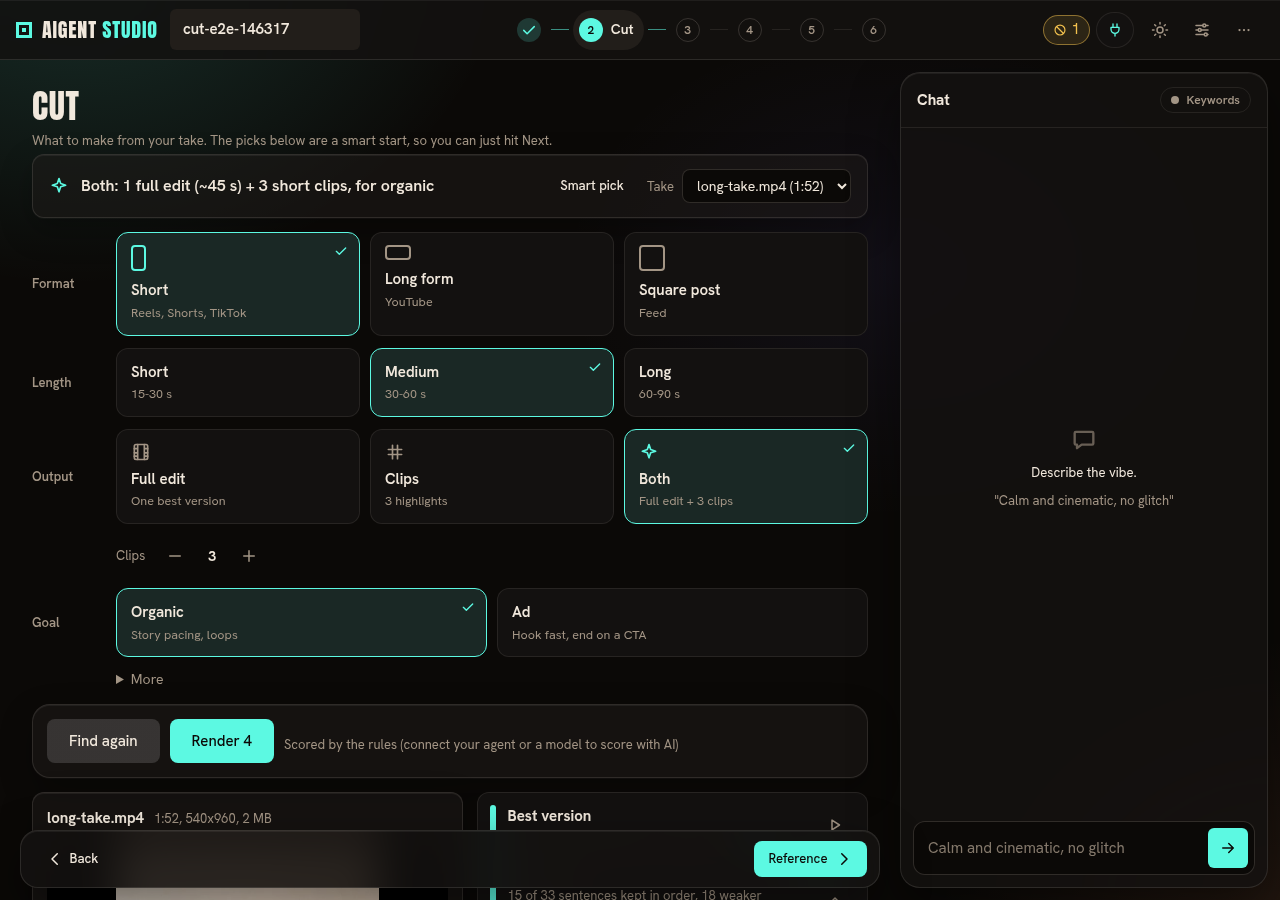 AIGENT STUDIO
cut-e2e-146317
2 Cut 3 4 5 6
1
CUT
What to make from your take. The picks below are a smart start, so you can just hit Next.
Both: 1 full edit (~45 s) + 3 short clips, for organic
Smart pick
Take
long-take.mp4 (1:52)
Format
Short
Reels, Shorts, TikTok
Long form
YouTube
Square post
Feed
Length
Short
15-30 s
Medium
30-60 s
Long
60-90 s
Output
Full edit
One best version
Clips
3 highlights
Both
Full edit + 3 clips
Clips
3
Goal
Organic
Story pacing, loops
Ad
Hook fast, end on a CTA
More
Find again
Render 4
Scored by the rules (connect your agent or a model to score with AI)
long-take.mp4 1:52, 540x960, 2 MB
Best version
Back
Reference
15 of 33 sentences kept in order, 18 weaker
Chat
Keywords
Describe the vibe.
"Calm and cinematic, no glitch"
Calm and cinematic, no glitch